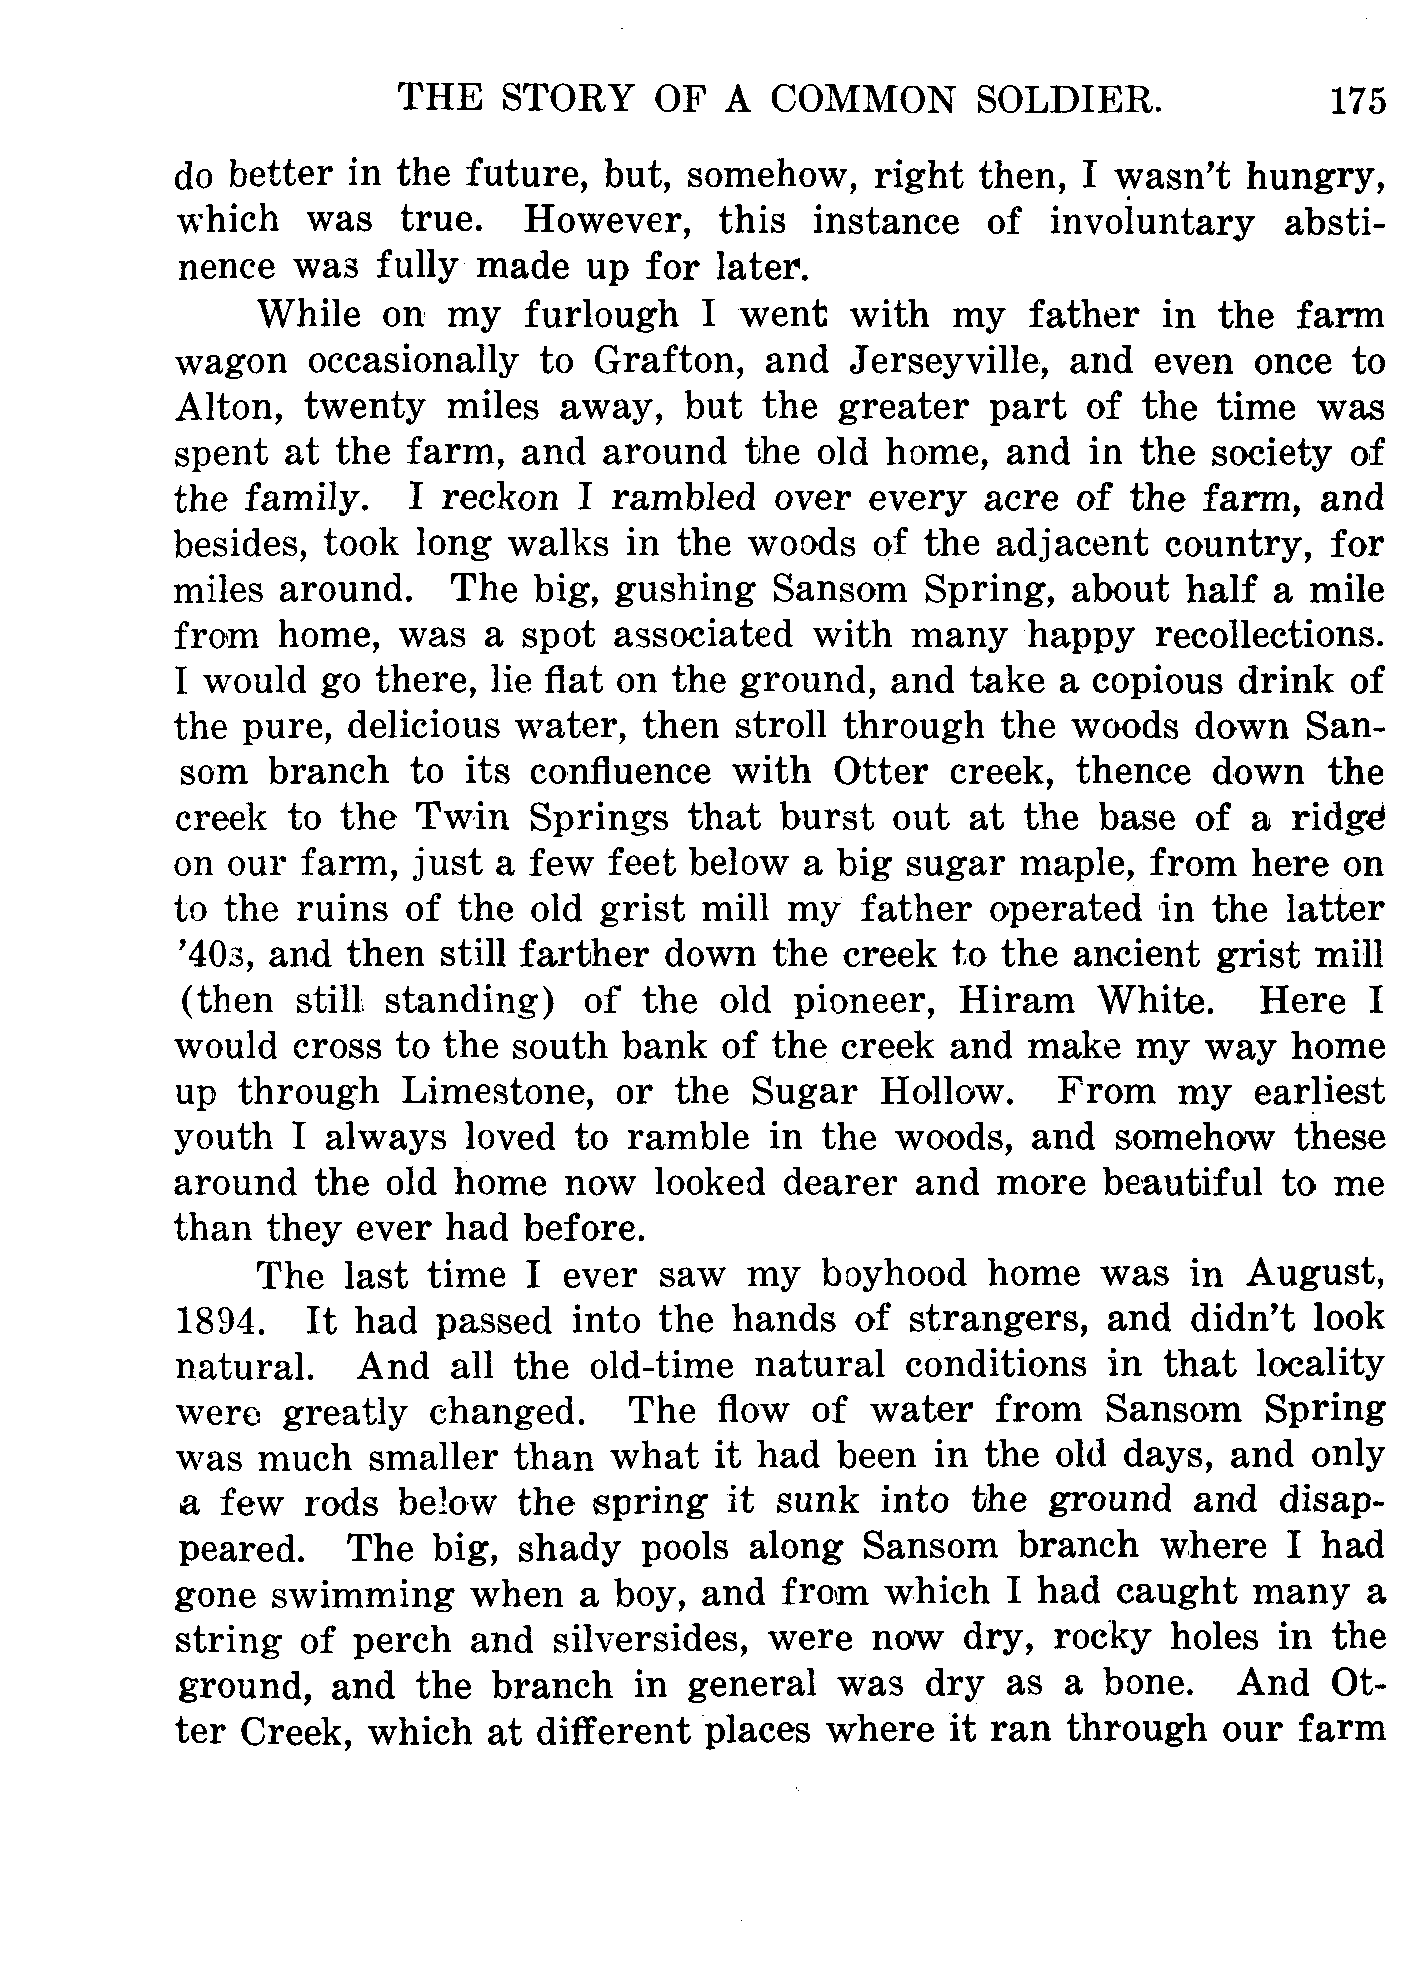 THE STORY OF A COMMON SOLDIER. 175
do better in the future, but, somehow, right then, I wasn't hungry,
which was true. However, this instance of involuntary absti-
nence was fully made up for later.
While on my furlough I went with my father in the farm
wagon occasionally to Grafton, and Jerseyville, and even once to
Alton, twenty miles away, but the greater part of the time was
spent at the farm, and around the old home, and in the society of
the family. I reckon I rambled over every acre of the farm, and
besides, took long walks in the woods of the adjacent country, for
miles around. The big, gushing Sansom Spring, about half a mile
from home, was a spot associated with many happy recollections.
I would go there, lie flat on the ground, and take a copious drink of
the pure, delicious water, then stroll through the woods down San-
som branch to its confluence with Otter creek, thence down the
creek to the Twin Springs that burst out at the base of a ridge
on our farm, just a few feet below a big sugar maple, from here on
to the ruins of the old grist mill my father operated in the latter
'40s, and then still farther down the creek to the ancient grist mill
(then still standing) of the old pioneer, Hiram White. Here I
would cross to the south bank of the creek and make my way home
up through Limestone, or the Sugar Hollow. From my earliest
youth I always loved to ramble in the woods, and somehow these
around the old home now looked dearer and more beautiful to me
than they ever had before.
The last time I ever saw my boyhood home was in August,
1894. It had passed into the hands of strangers, and didn't look
natural. And all the old-time natural conditions in that locality
were greatly changed. The flow of water from Sansom Spring
was much smaller than what it had been in the old days, and only
a few rods below the spring it sunk into the ground and disap-
peared. The big, shady pools along Sansom branch where I had
gone swimming when a boy, and from which I had caught many a
string of perch and silversides, were now dry, rocky holes in the
ground, and the branch in general was dry as a bone. And Ot-
ter Creek, which at different places where it ran through our farm